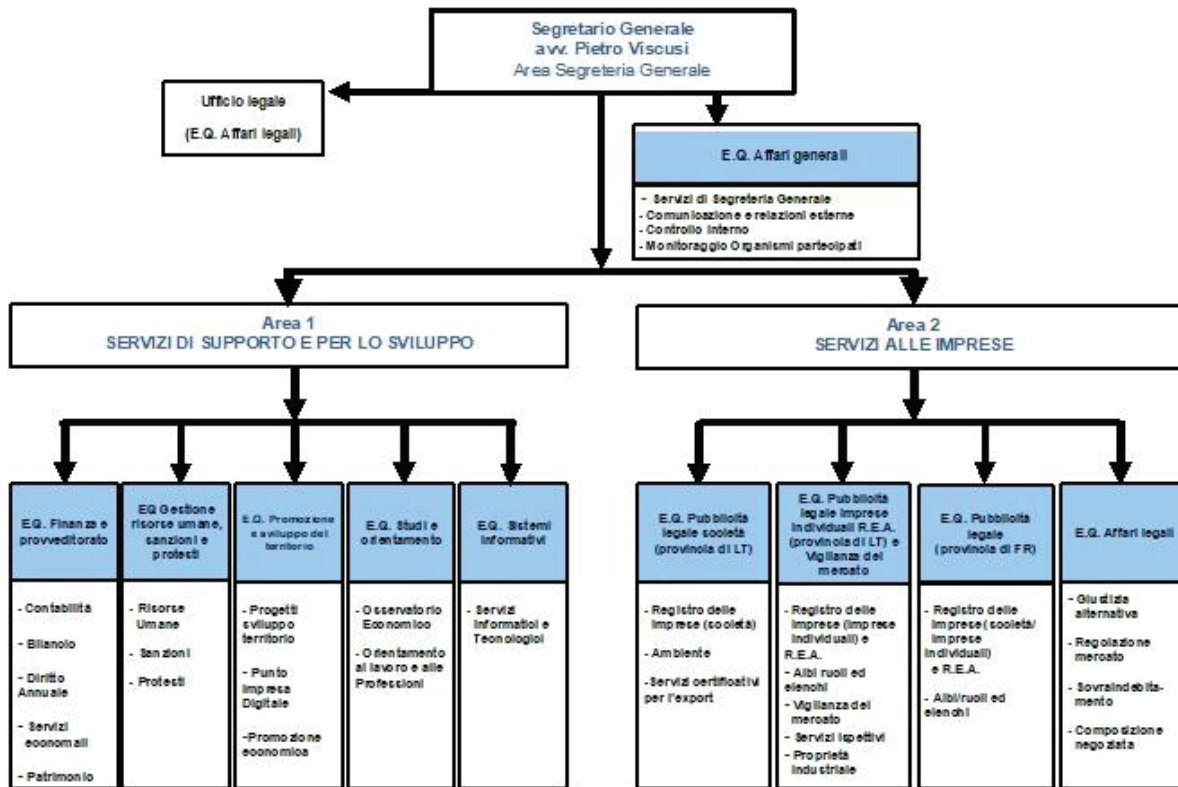 Segretario Generale
avv. Pietro Viscusi
Area Segreteria Generale
Ufficio legale
(E.Q. Affari legali)
E.Q. Affari generali
- Servizi di Segreteria Generale
- Comunicazione e relazioni esterne
- Controllo interno
- Monitoraggio Organismi partecipati
Area 1
SERVIZI DI SUPPORTO E PER LO SVILUPPO
Area 2
SERVIZI ALLE IMPRESE
E.Q. Finanza e
provveditorato
- Contabilità
- Bilancio
- Diritto
Annuale
- Servizi
economali
- Patrimonio
EQ Gestione
risorse umane,
sanzioni e
protesti
- Risorse
Umane
- Sanzioni
- Protesti
E.Q. Promozione
e sviluppo del
territorio
- Progetti
sviluppo
territorio
- Punto
Impresa
Digitale
-Promozione
economica
E.Q. Studi e
orientamento
- Osservatorio
Economico
- Orientamento
al lavoro e alle
Professioni
E.Q. Sistemi
Informativi
- Servizi
Informatici e
Tecnologici
E.Q. Pubblicità
legale società
(provincia di LT)
- Registro delle
Imprese (società)
- Ambiente
-Servizi certificativi
per l'export
E.Q. Pubblicità
legale Imprese
Individuali R.E.A.
(provincia di LT) e
Vigilanza del
mercato
- Registro delle
Imprese (Imprese
Individuali) e
R.E.A.
- Albi ruoli ed
elenchi
- Vigilanza del
mercato
- Servizi Ispettivi
- Proprietà
Industriale
E.Q. Pubblicità
legale
(provincia di FR)
- Registro delle
Imprese (società/
Imprese
Individuali)
e R.E.A.
- Albi/ruoli ed
elenchi
E.Q. Affari legali
- Giustizia
alternativa
- Regolazione
mercato
- Sovraindebita-
mento
- Composizione
negoziata